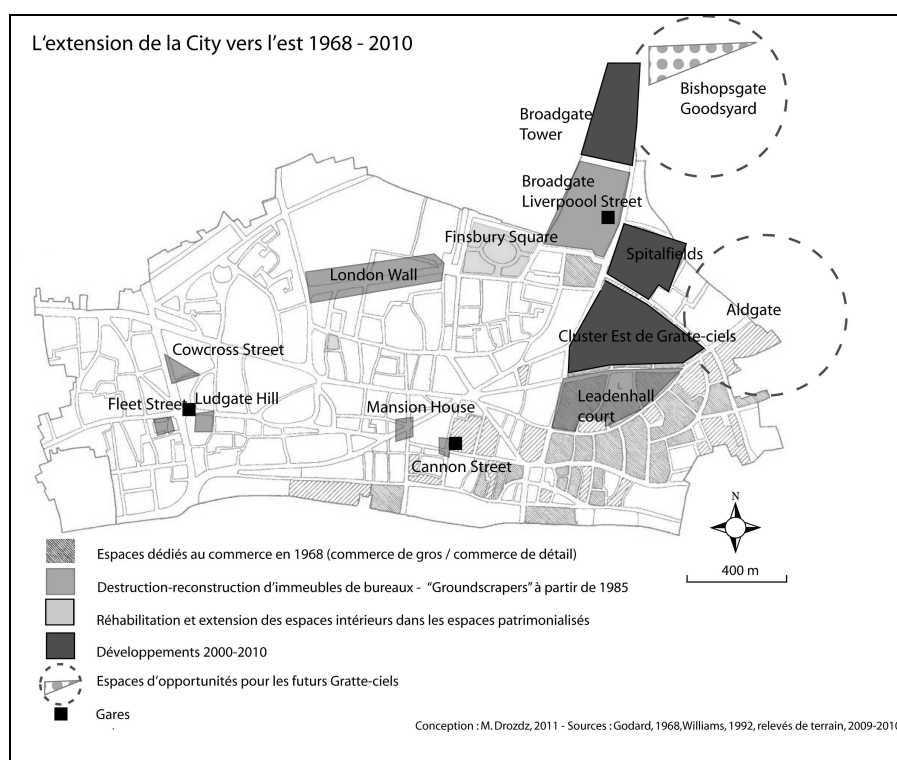 L'extension de la City vers l'est 1968 - 2010
Bishopsgate
Goodsyard
Broadgate
Tower
Broadgate
Liverpoool Street
Finsbury Square
Spitalfields
London Wall
Aldgate
Cluster Est de Gratte-ciels
Cowcross Street
Leadenhall
court
Fleet Street
Ludgate Hill
Mansion House
Cannon Street
N
400 m
Espaces dédiés au commerce en 1968 (commerce de gros / commerce de détail)
Destruction-reconstruction d'immeubles de bureaux - “Groundscrapers” à partir de 1985
Réhabilitation et extension des espaces intérieurs dans les espaces patrimonialisés
Développements 2000-2010
Espaces d'opportunités pour les futurs Gratte-ciels
Gares
Conception : M. Drozdz, 2011 - Sources : Godard, 1968,Williams, 1992, relevés de terrain, 2009-2010